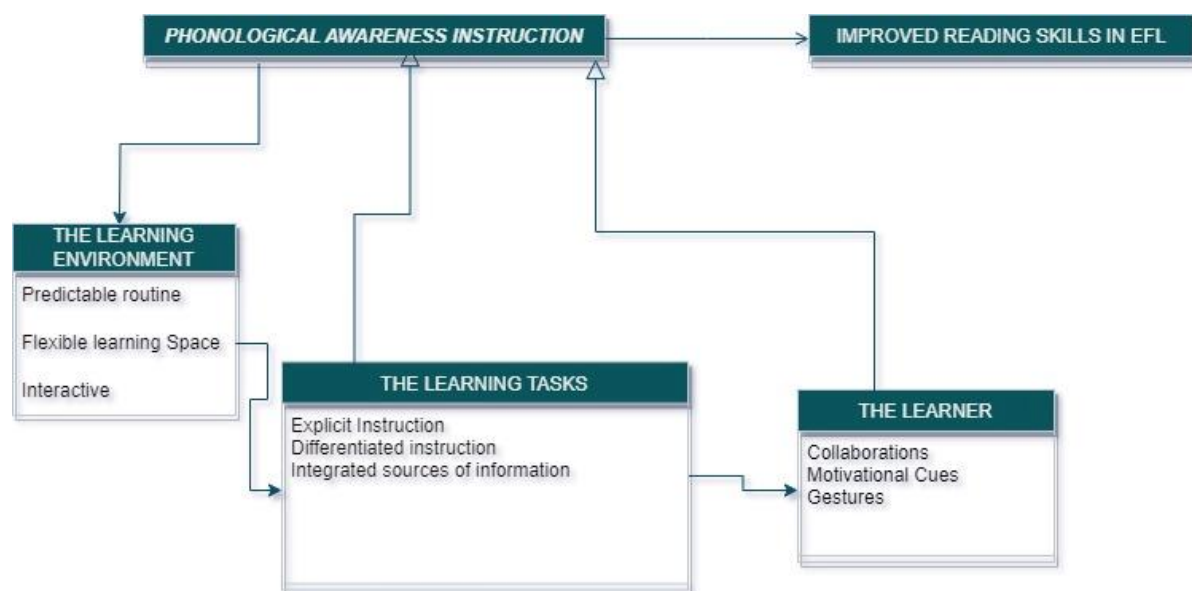 PHONOLOGICAL AWARENESS INSTRUCTION
IMPROVED READING SKILLS IN EFL
THE LEARNING
ENVIRONMENT
Predictable routine
Flexible learning Space
Interactive
THE LEARNING TASKS
Explicit Instruction
Differentiated instruction
Integrated sources of information
THE LEARNER
Collaborations
Motivational Cues
Gestures